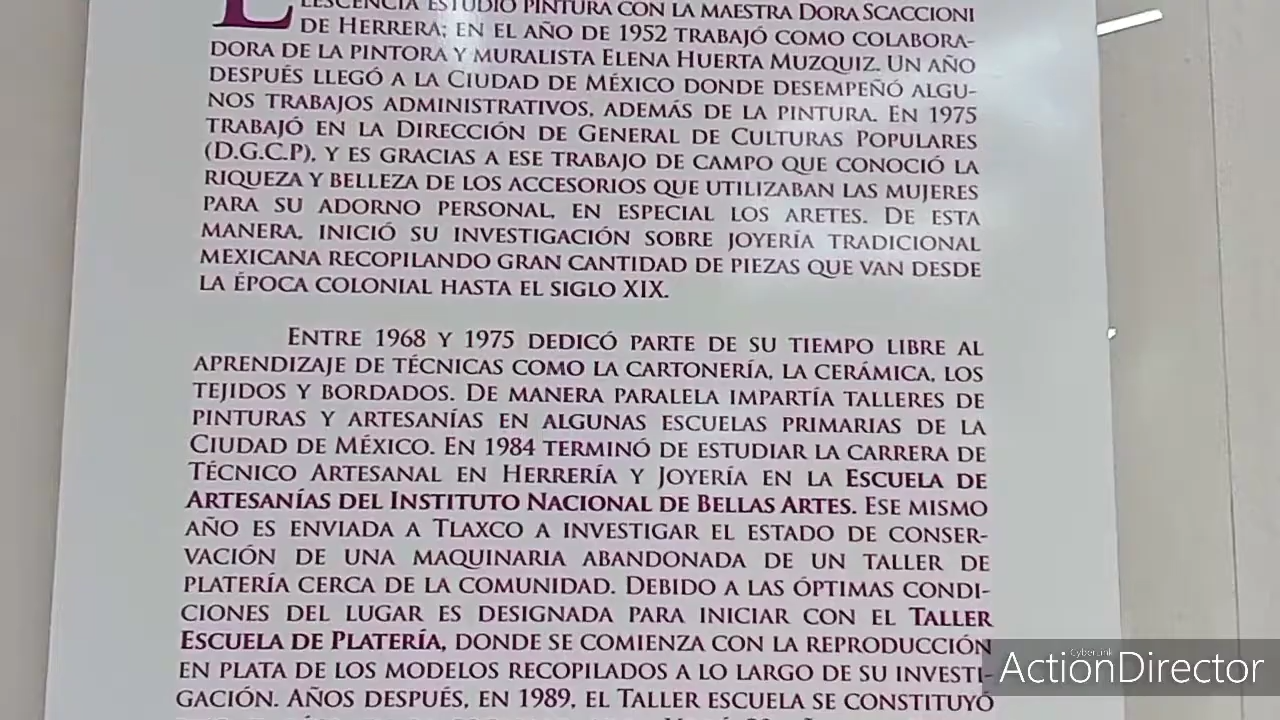 E
LESCENCIA ESTUDIÓ PINTURA CON LA MAESTRA DORA SCACCIONI
DE HERRERA; EN EL AÑO DE 1952 TRABAJÓ COMO COLABORA-
DORA DE LA PINTORA Y MURALISTA ELENA HUERTA MUZQUIZ. UN AÑO
DESPUÉS LLEGÓ A LA CIUDAD DE MÉXICO DONDE DESEMPEÑÓ ALGU-
NOS TRABAJOS ADMINISTRATIVOS, ADEMÁS DE LA PINTURA. EN 1975
TRABAJÓ EN LA DIRECCIÓN DE GENERAL DE CULTURAS POPULARES
(D.G.C.P), Y ES GRACIAS A ESE TRABAJO DE CAMPO QUE CONOCIÓ LA
RIQUEZA Y BELLEZA DE LOS ACCESORIOS QUE UTILIZABAN LAS MUJERES
PARA SU ADORNO PERSONAL, EN ESPECIAL LOS ARETES. DE ESTA
MANERA, INICIÓ SU INVESTIGACIÓN SOBRE JOYERÍA TRADICIONAL
MEXICANA RECOPILANDO GRAN CANTIDAD DE PIEZAS QUE VAN DESDE
LA ÉPOCA COLONIAL HASTA EL SIGLO XIX.
ENTRE 1968 Y 1975 DEDICÓ PARTE DE SU TIEMPO LIBRE AL
APRENDIZAJE DE TÉCNICAS COMO LA CARTONERÍA, LA CERÁMICA, LOS
TEJIDOS Y BORDADOS. DE MANERA PARALELA IMPARTÍA TALLERES DE
PINTURAS Y ARTESANÍAS EN ALGUNAS ESCUELAS PRIMARIAS DE LA
CIUDAD DE MÉXICO. EN 1984 TERMINÓ DE ESTUDIAR LA CARRERA DE
TÉCNICO ARTESANAL EN HERRERÍA Y JOYERÍA EN LA ESCUELA DE
ARTESANÍAS DEL INSTITUTO NACIONAL DE BELLAS ARTES. ESE MISMO
AÑO ES ENVIADA A TLAXCO A INVESTIGAR EL ESTADO DE CONSER-
VACIÓN DE UNA MAQUINARIA ABANDONADA DE UN TALLER DE
PLATERÍA CERCA DE LA COMUNIDAD. DEBIDO A LAS ÓPTIMAS CONDI-
CIONES DEL LUGAR ES DESIGNADA PARA INICIAR CON EL TALLER
ESCUELA DE PLATERÍA, DONDE SE COMIENZA CON LA REPRODUCCIÓN
EN PLATA DE LOS MODELOS RECOPILADOS A LO LARGO DE SU INVESTI-
GACIÓN. AÑOS DESPUÉS, EN 1989, EL TALLER ESCUELA SE CONSTITUYÓ
CyberLink
ActionDirector